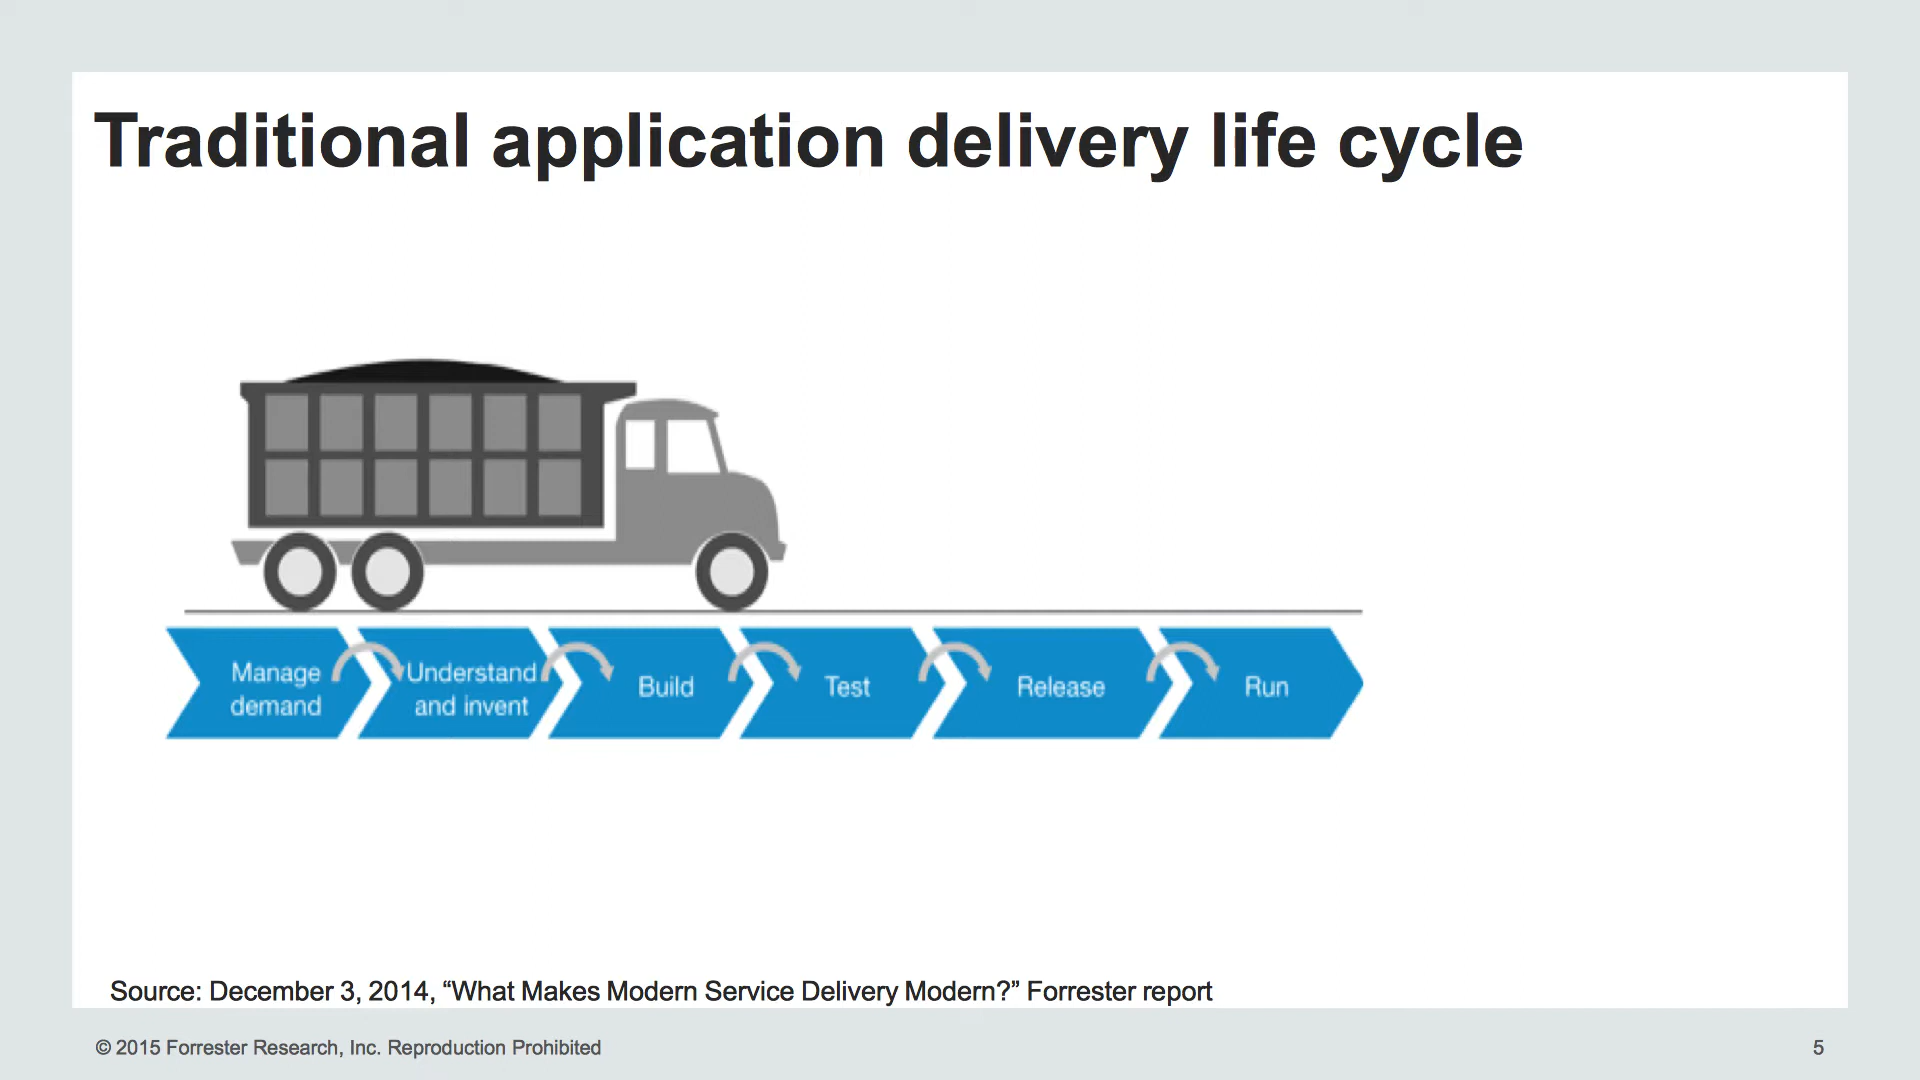 Traditional application delivery life cycle
Manage
demand
Understand
and invent
Build
Test
Release
Run
Source: December 3, 2014, “What Makes Modern Service Delivery Modern?” Forrester report
© 2015 Forrester Research, Inc. Reproduction Prohibited
5